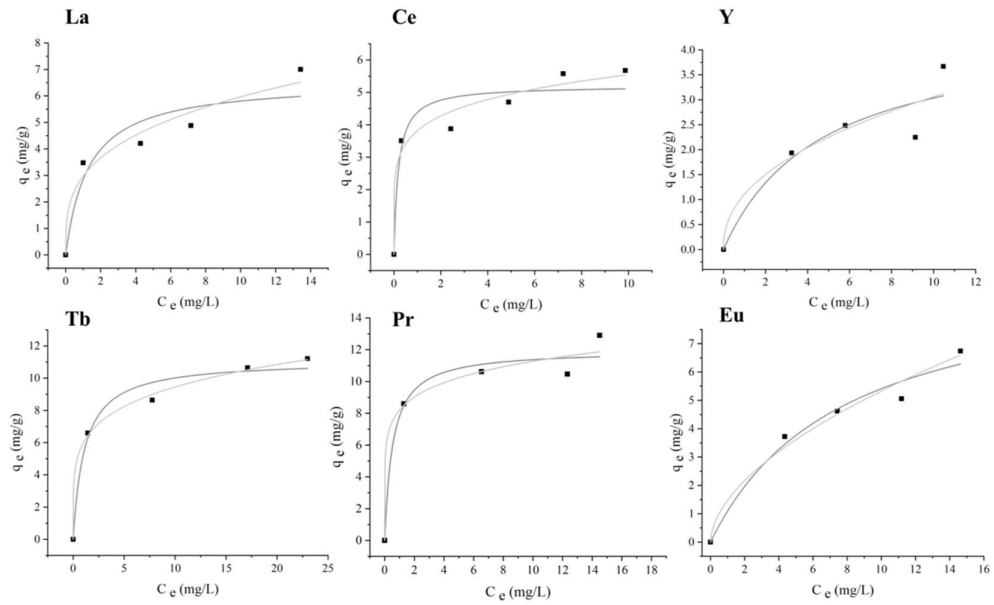 La
Ce
Y
8
7
6
5
4
3
2
1
0
q e (mg/g)
0 2 4 6 8 10 12 14
C e (mg/L)
6
5
4
3
2
1
0
q e (mg/g)
0 2 4 6 8 10
C e (mg/L)
4.0
3.5
3.0
2.5
2.0
1.5
1.0
0.5
0.0
q e (mg/g)
0 2 4 6 8 10 12
C e (mg/L)
Tb
Pr
Eu
12
10
8
6
4
2
0
q e (mg/g)
0 5 10 15 20 25
C e (mg/L)
14
12
10
8
6
4
2
0
q e (mg/g)
0 2 4 6 8 10 12 14 16 18
C e (mg/L)
7
6
5
4
3
2
1
0
q e (mg/g)
0 2 4 6 8 10 12 14 16
C e (mg/L)